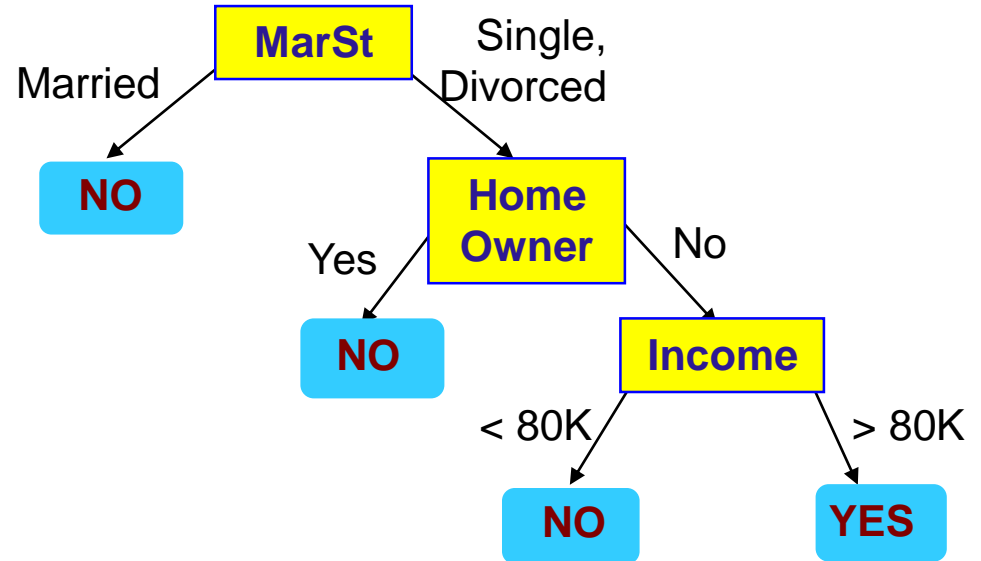 MarSt
Single,
Divorced
Married
NO
Home
Owner
Yes
No
NO
Income
< 80K
> 80K
NO
YES